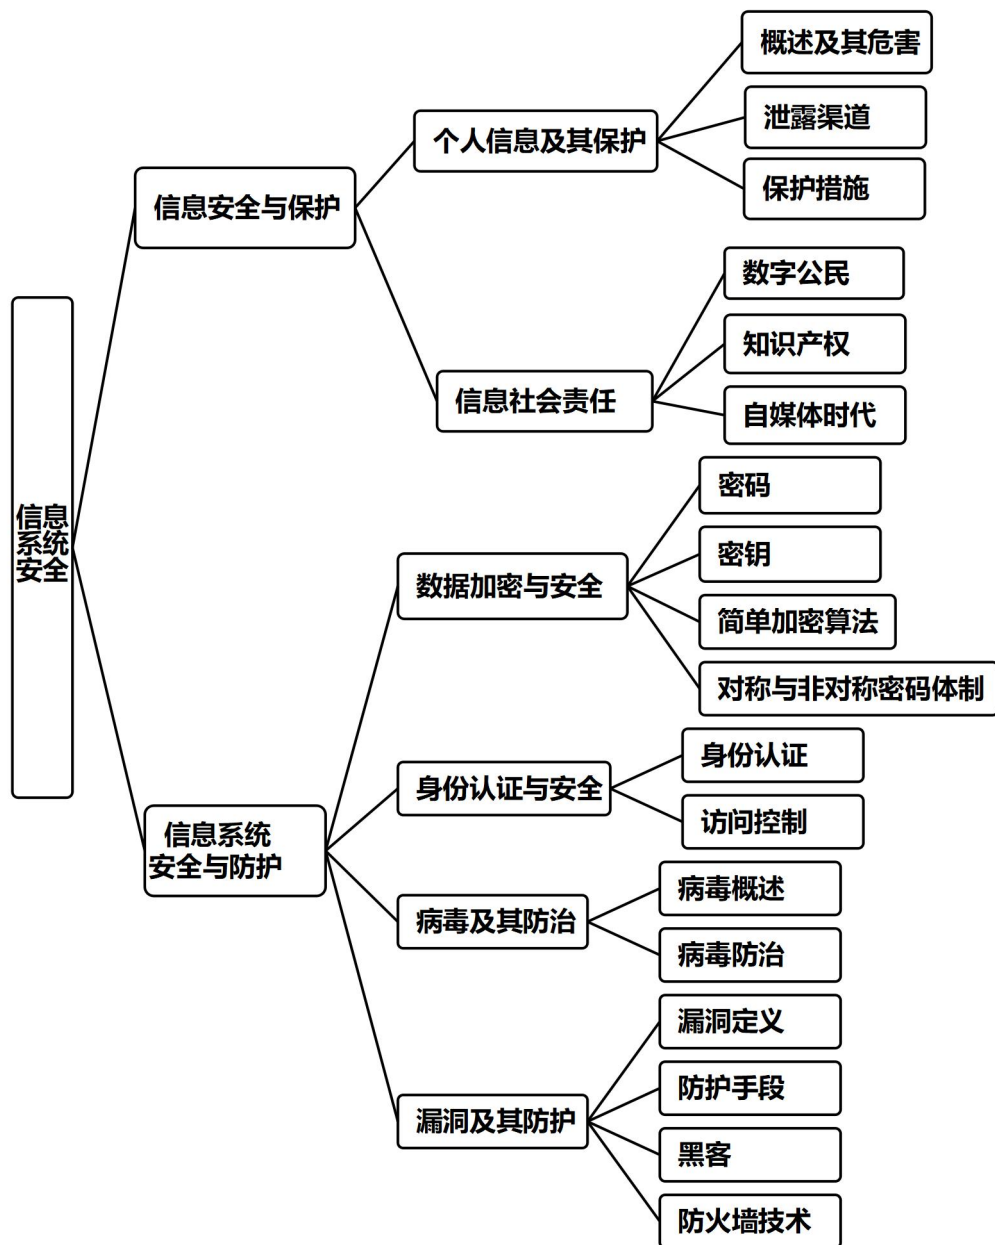 信息
系统
安全
信息安全与保护
个人信息及其保护
概述及其危害
泄露渠道
保护措施
信息社会责任
数字公民
知识产权
自媒体时代
信息系统
安全与防护
数据加密与安全
密码
密钥
简单加密算法
对称与非对称密码体制
身份认证与安全
身份认证
访问控制
病毒及其防治
病毒概述
病毒防治
漏洞及其防护
漏洞定义
防护手段
黑客
防火墙技术